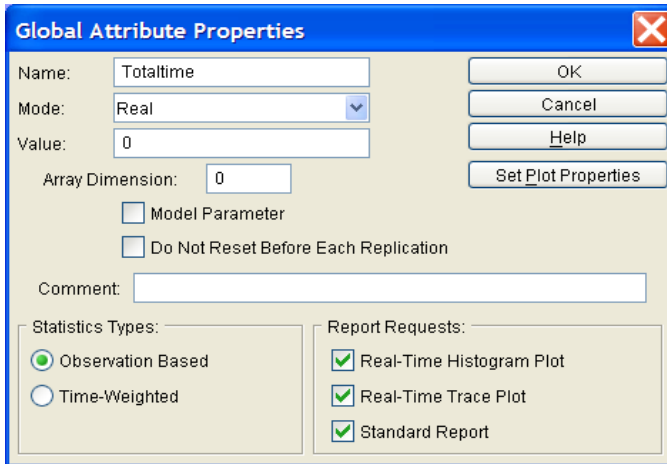 Global Attribute Properties
Name: Totaltime
OK
Mode: Real
Cancel
Value: 0
Help
Array Dimension: 0
Set Plot Properties
Model Parameter
Do Not Reset Before Each Replication
Comment:
Statistics Types:
Observation Based
Time-Weighted
Report Requests:
Real-Time Histogram Plot
Real-Time Trace Plot
Standard Report